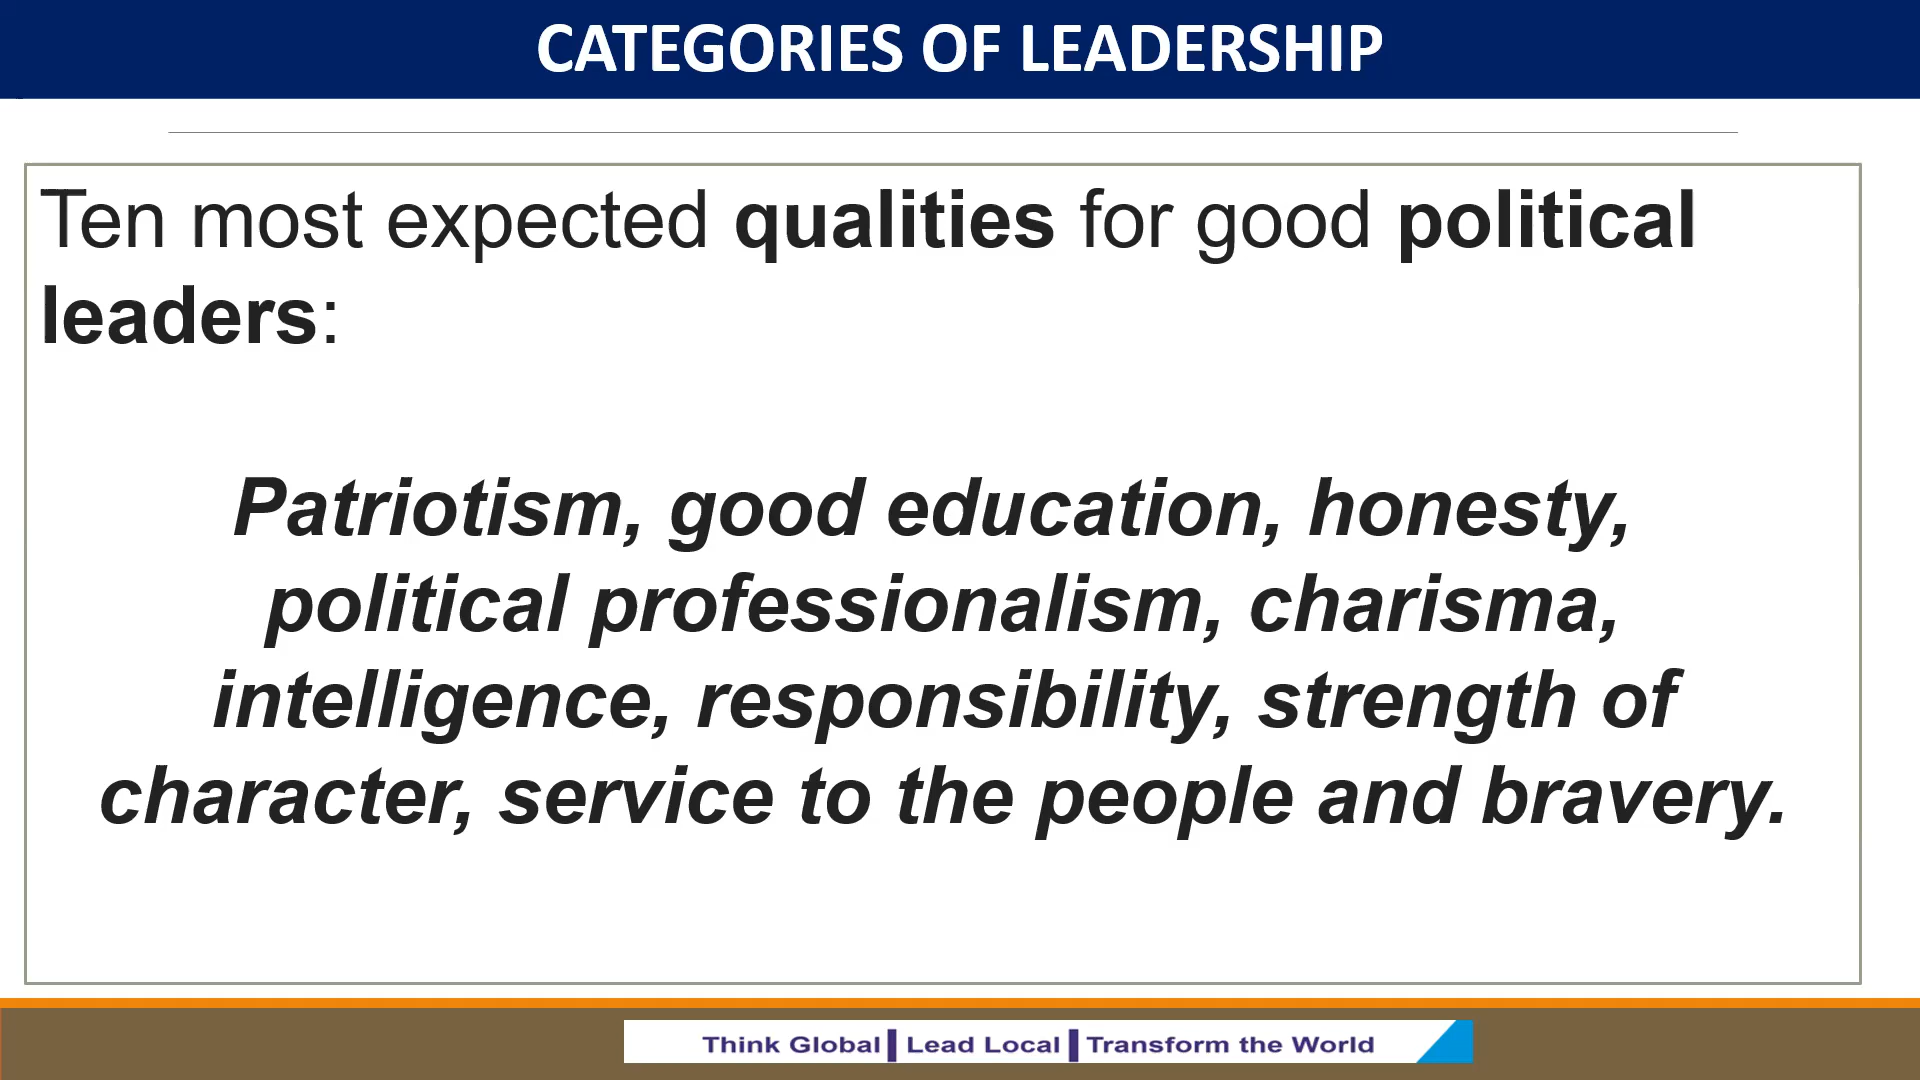 CATEGORIES OF LEADERSHIP
Ten most expected qualities for good political
leaders:
Patriotism, good education, honesty,
political professionalism, charisma,
intelligence, responsibility, strength of
character, service to the people and bravery.
Think Global | Lead Local | Transform the World